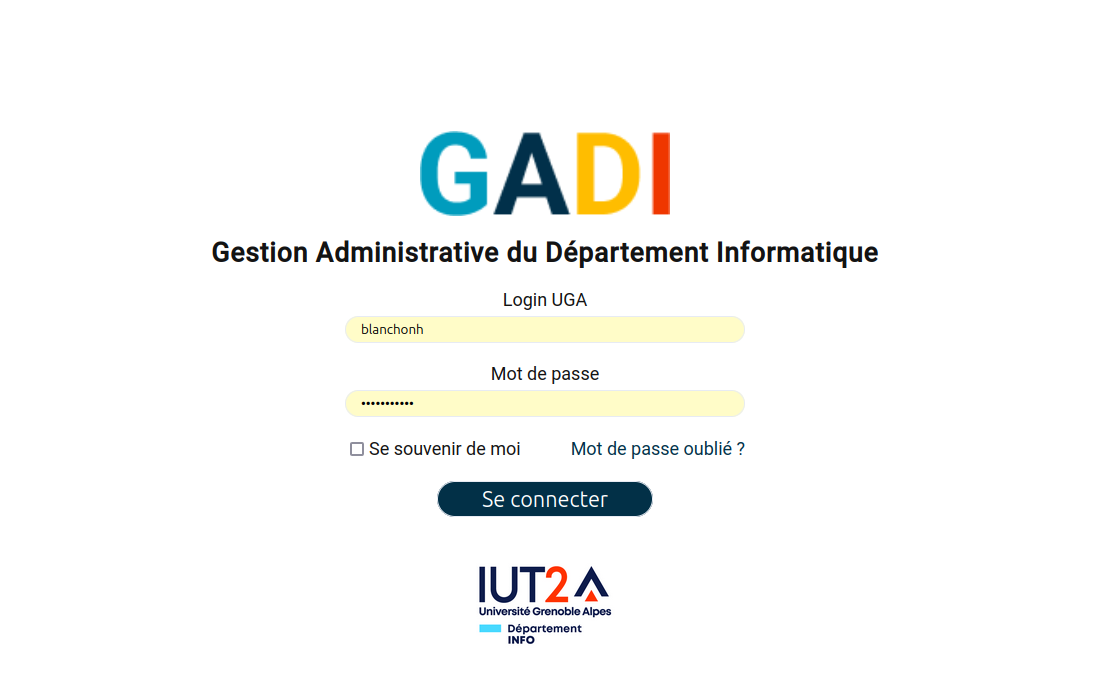 GADI
Gestion Administrative du Département Informatique
Login UGA
blanchonh
Mot de passe
•••••••••••
Se souvenir de moi Mot de passe oublié ?
Se connecter
IUT2
Université Grenoble Alpes
Département
INFO